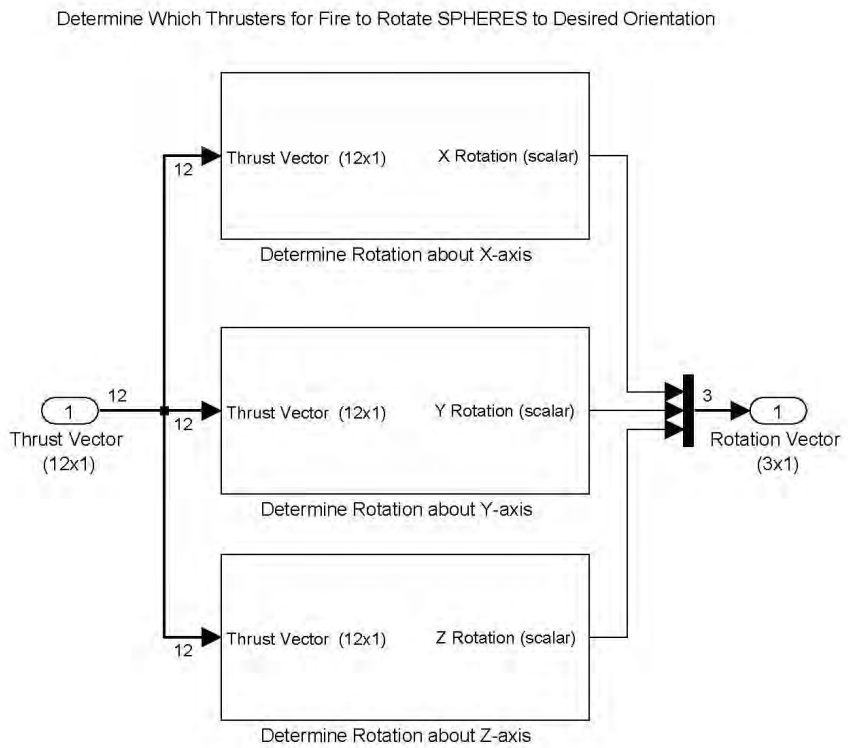 Determine Which Thrusters for Fire to Rotate SPHERES to Desired Orientation
Thrust Vector (12x1)
X Rotation (scalar)
12
Determine Rotation about X-axis
1
12
Thrust Vector
(12x1)
12
Thrust Vector (12x1)
Y Rotation (scalar)
3
1
Rotation Vector
(3x1)
Determine Rotation about Y-axis
12
Thrust Vector (12x1)
Z Rotation (scalar)
Determine Rotation about Z-axis